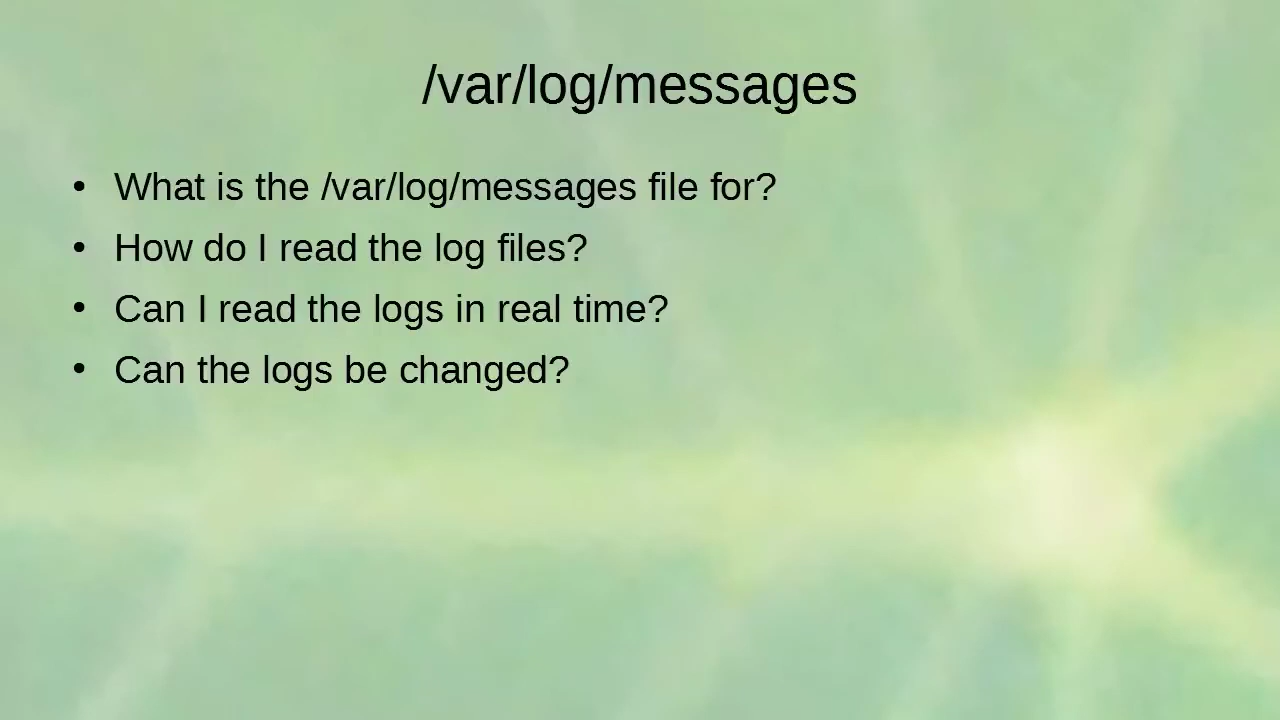 /var/log/messages
• What is the /var/log/messages file for?
• How do I read the log files?
• Can I read the logs in real time?
• Can the logs be changed?